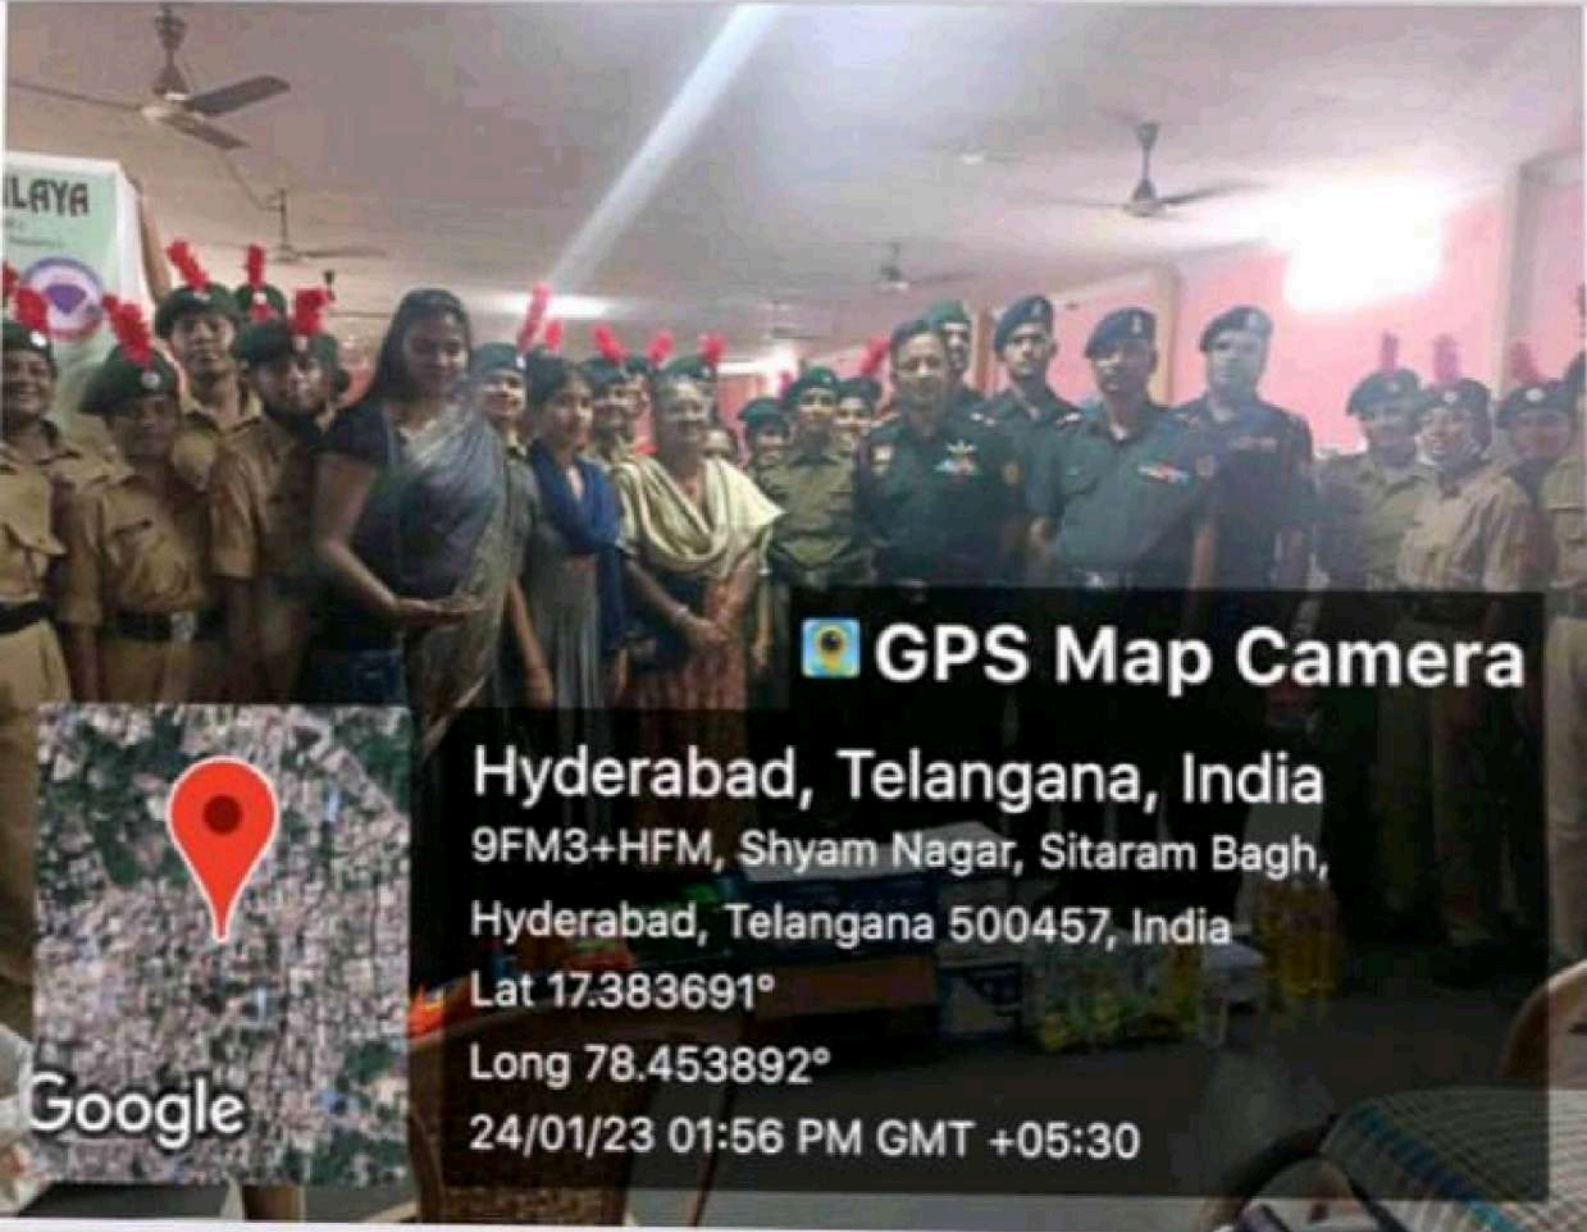 ILAYA
GPS Map Camera
Hyderabad, Telangana, India
9FM3+HFM, Shyam Nagar, Sitaram Bagh,
Hyderabad, Telangana 500457, India
Lat 17.383691°
Long 78.453892°
24/01/23 01:56 PM GMT +05:30
Google